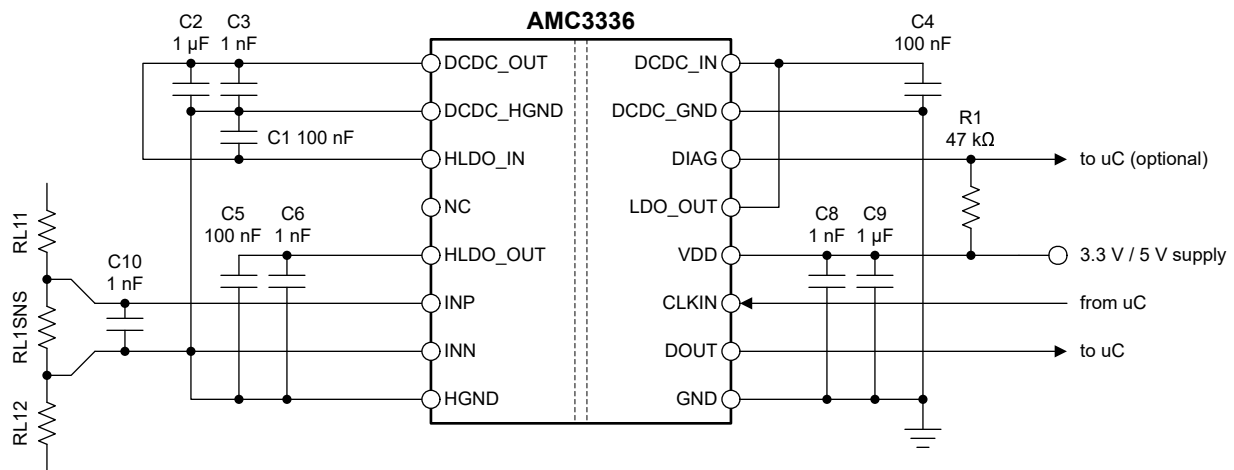 AMC3336
C2
1 µF
C3
1 nF
C4
100 nF
DCDC_OUT
DCDC_IN
DCDC_HGND
DCDC_GND
R1
47 kΩ
C1 100 nF
HLDO_IN
DIAG
to uC (optional)
NC
LDO_OUT
RL11
C5
100 nF
C6
1 nF
C8
1 nF
C9
1 µF
HLDO_OUT
VDD
3.3 V / 5 V supply
C10
1 nF
INP
CLKIN
from uC
RL1SNS
INN
DOUT
to uC
HGND
GND
RL12